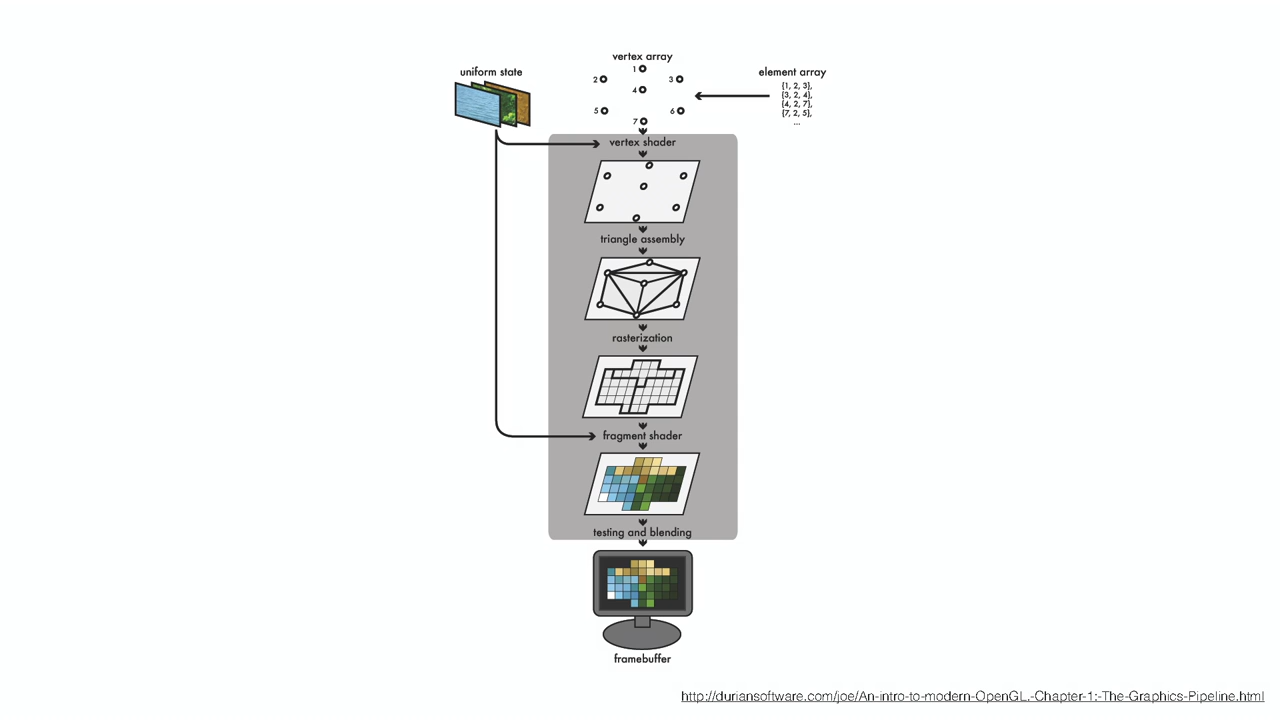 vertex array
uniform state
element array
1
2
3
4
5
6
7
{1, 2, 3},
{3, 2, 4},
{4, 2, 7},
{7, 2, 5},
...
vertex shader
triangle assembly
rasterization
fragment shader
testing and blending
framebuffer
http://duriansoftware.com/joe/An-intro-to-modern-OpenGL.-Chapter-1:-The-Graphics-Pipeline.html